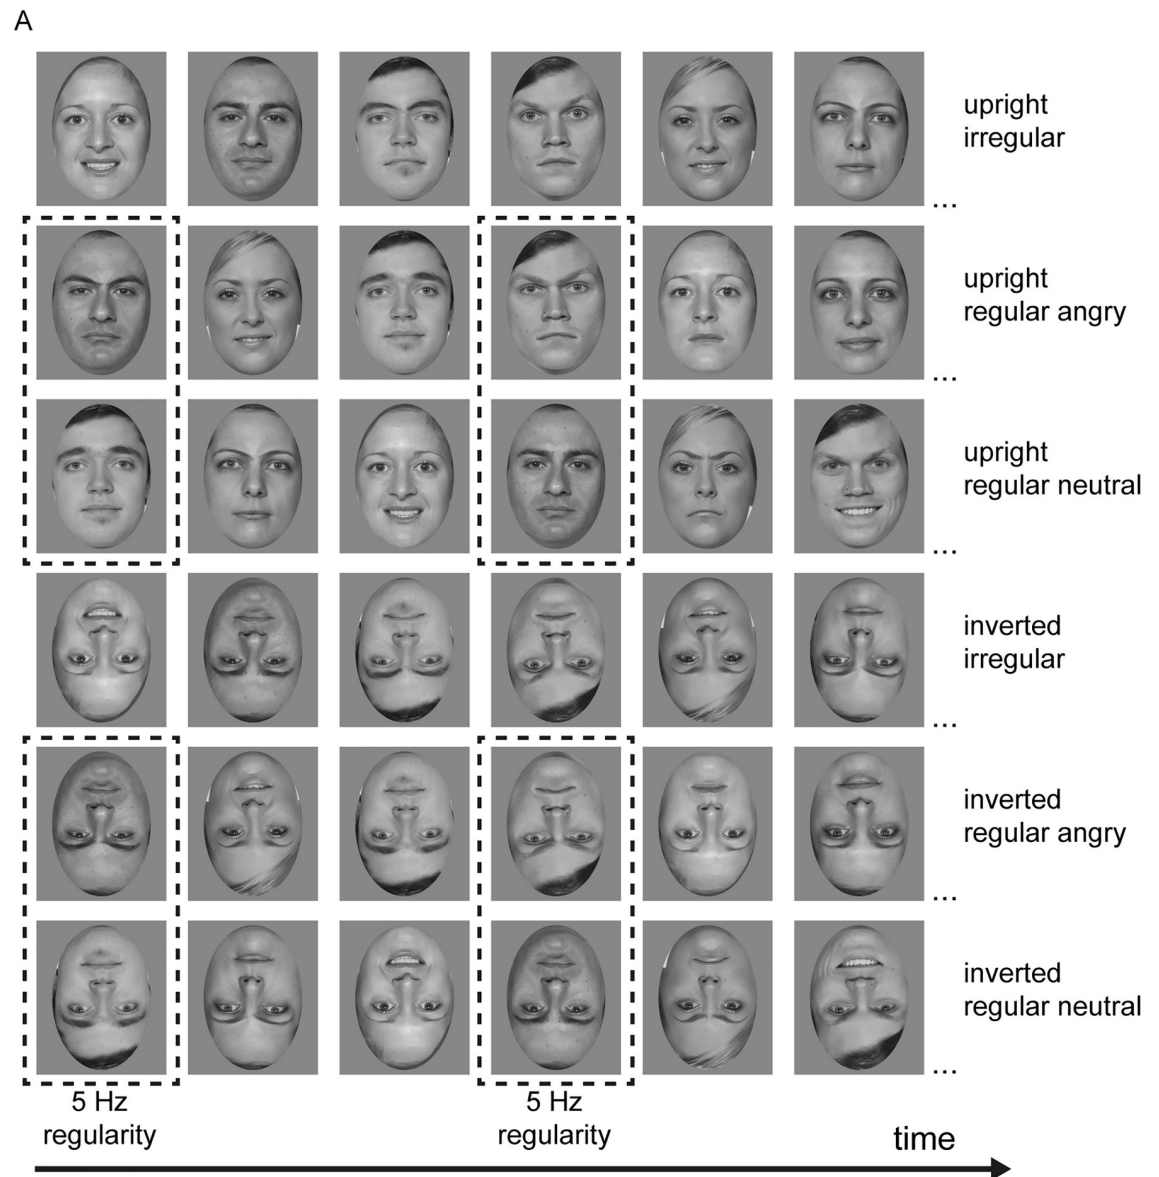 A
upright
irregular
...
upright
regular angry
...
upright
regular neutral
...
inverted
irregular
...
inverted
regular angry
...
inverted
regular neutral
...
5 Hz
regularity
5 Hz
regularity
time